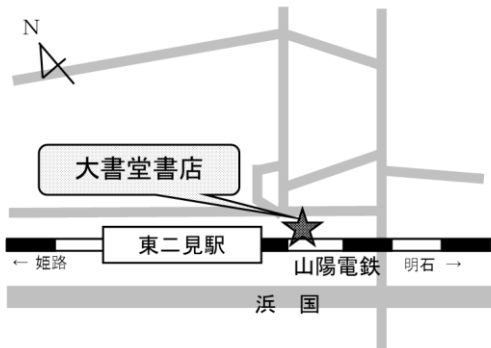 N
大書堂書店
東二見駅
← 姫路
山陽電鉄
明石 →
浜 国